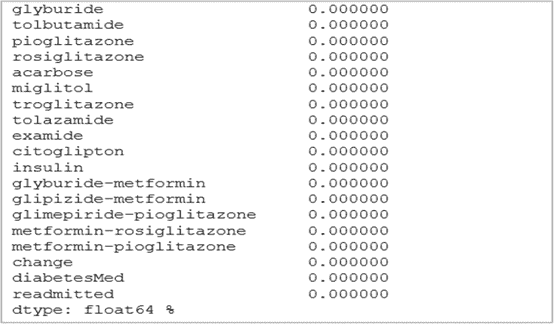 glyburide 0.000000
tolbutamide 0.000000
pioglitazone 0.000000
rosiglitazone 0.000000
acarbose 0.000000
miglitol 0.000000
troglitazone 0.000000
tolazamide 0.000000
examide 0.000000
citoglipton 0.000000
insulin 0.000000
glyburide-metformin 0.000000
glipizide-metformin 0.000000
glimepiride-pioglitazone 0.000000
metformin-rosiglitazone 0.000000
metformin-pioglitazone 0.000000
change 0.000000
diabetesMed 0.000000
readmitted 0.000000
dtype: float64 %